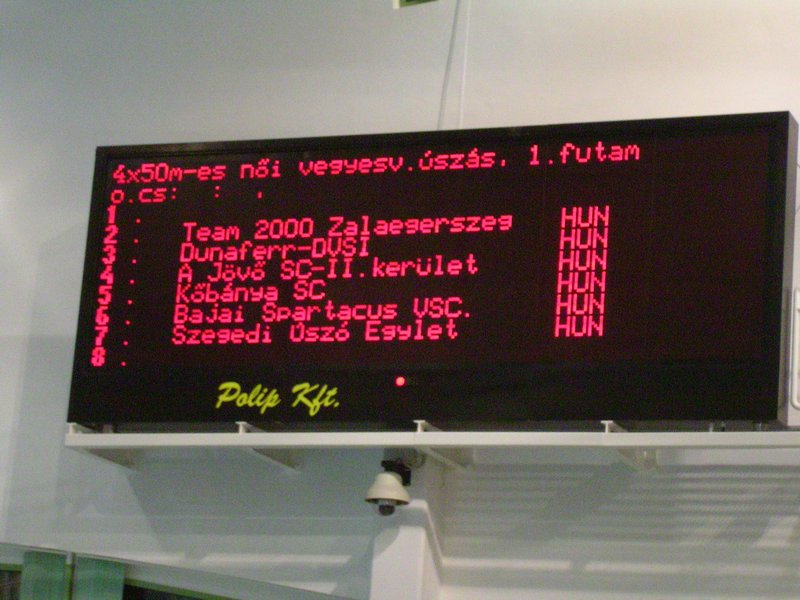 4x50m-es női vegyesv.úszás, 1.futam
o.cs: : .
1.
2. Team 2000 Zalaegerszeg HUN
3. Dunaferr-DVSI HUN
4. A Jövő SC-II.kerület HUN
5. Kőbánya SC HUN
6. Bajai Spartacus VSC. HUN
7. Szegedi Úszó Egylet HUN
8.
Polip Kft.